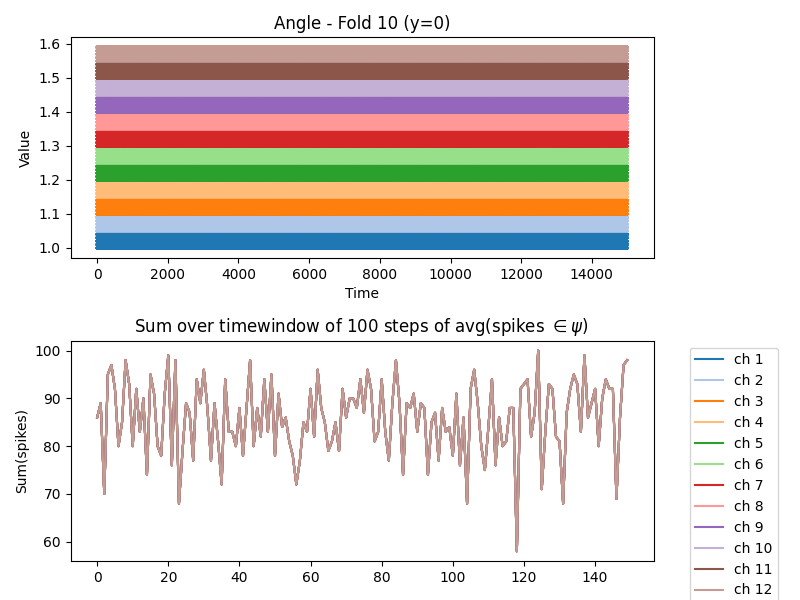 Angle - Fold 10 (y=0)
1.6
1.5
1.4
1.3
1.2
1.1
1.0
Value
0 2000 4000 6000 8000 10000 12000 14000
Time
Sum over timewindow of 100 steps of avg(spikes ∈ ψ)
100
90
80
70
60
Sum(spikes)
0 20 40 60 80 100 120 140
ch 1
ch 2
ch 3
ch 4
ch 5
ch 6
ch 7
ch 8
ch 9
ch 10
ch 11
ch 12